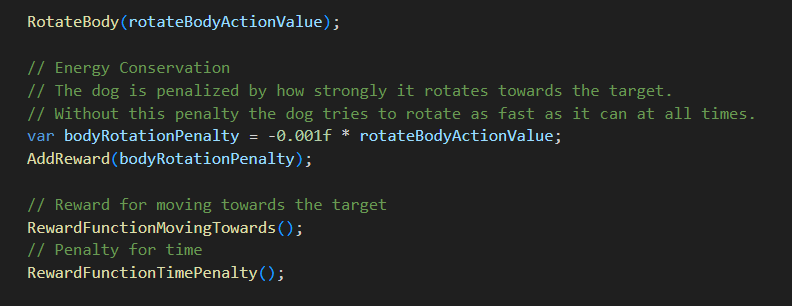 RotateBody(rotateBodyActionValue);
// Energy Conservation
// The dog is penalized by how strongly it rotates towards the target.
// Without this penalty the dog tries to rotate as fast as it can at all times.
var bodyRotationPenalty = -0.001f * rotateBodyActionValue;
AddReward(bodyRotationPenalty);
// Reward for moving towards the target
RewardFunctionMovingTowards();
// Penalty for time
RewardFunctionTimePenalty();